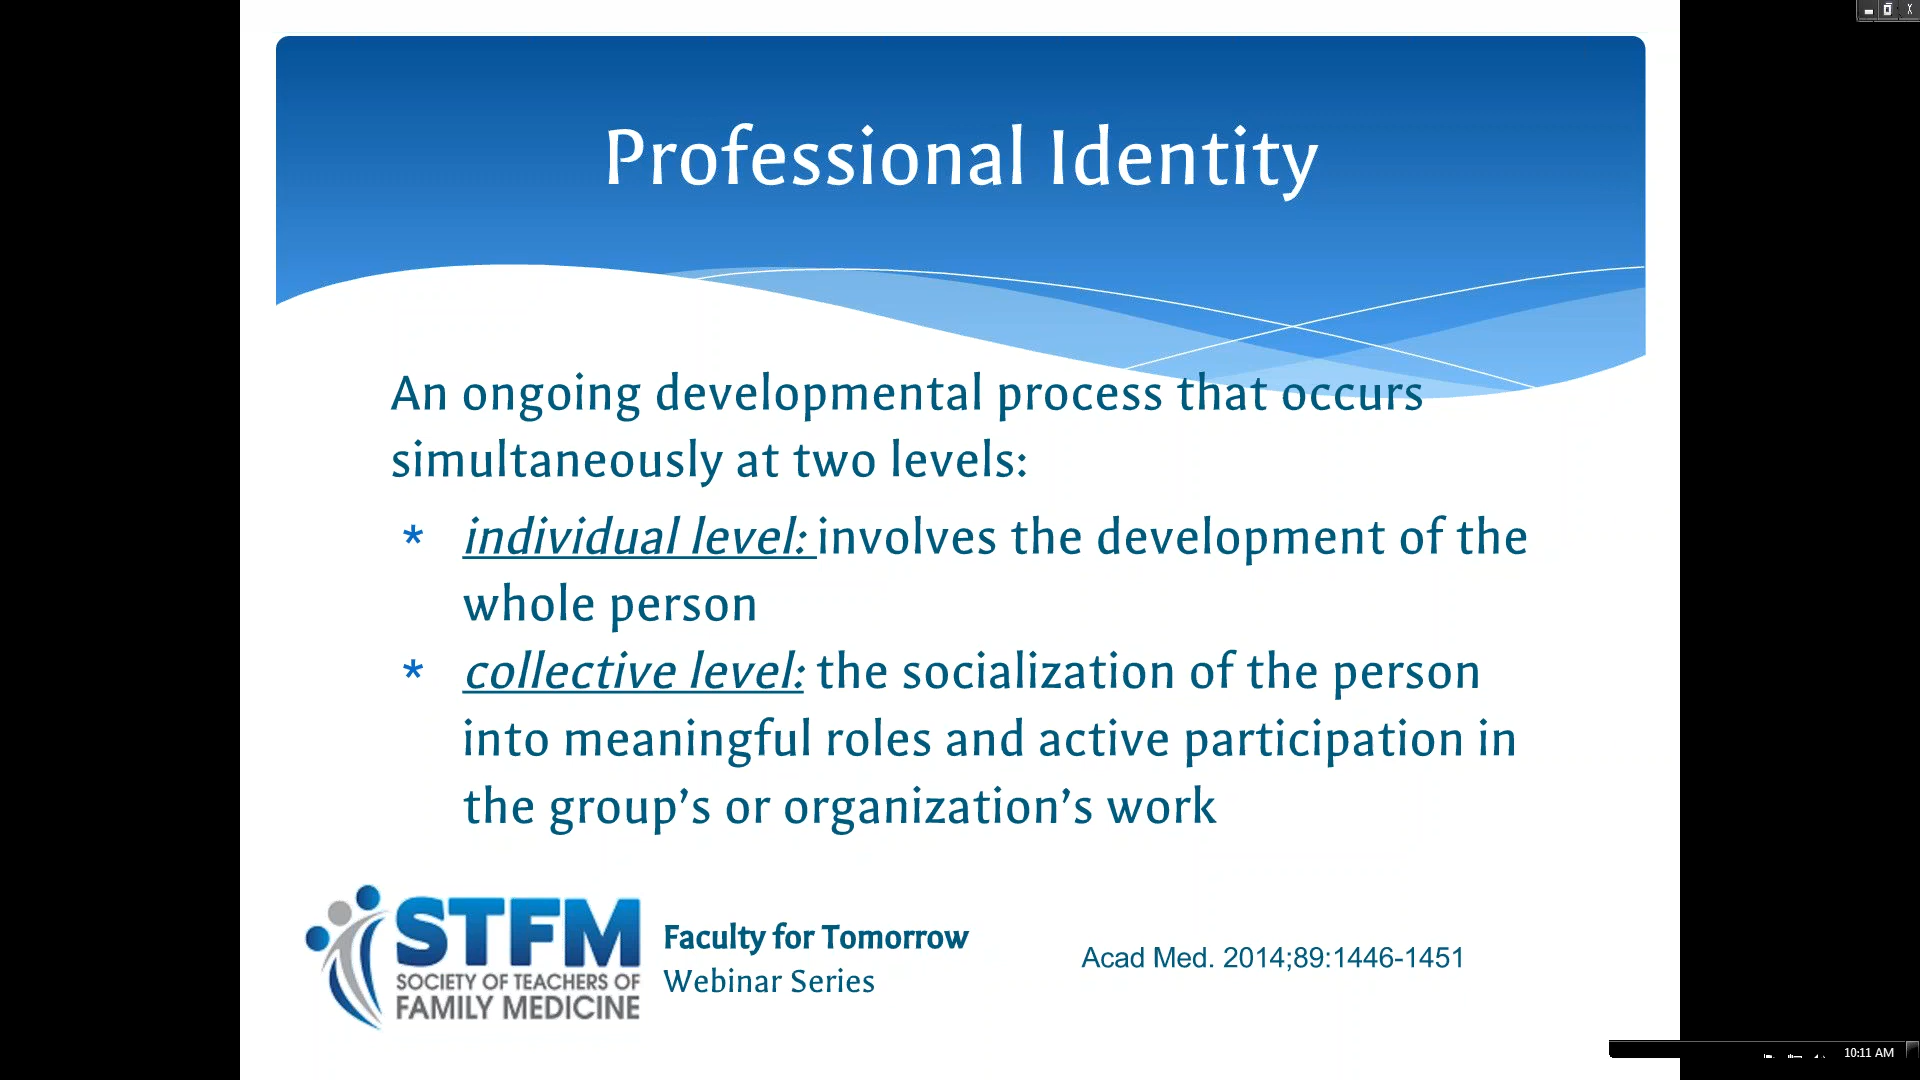 Professional Identity
An ongoing developmental process that occurs
simultaneously at two levels:
* individual level: involves the development of the
whole person
* collective level: the socialization of the person
into meaningful roles and active participation in
the group’s or organization’s work
STFM
SOCIETY OF TEACHERS OF
FAMILY MEDICINE
Faculty for Tomorrow
Webinar Series
Acad Med. 2014;89:1446-1451
10:11 AM